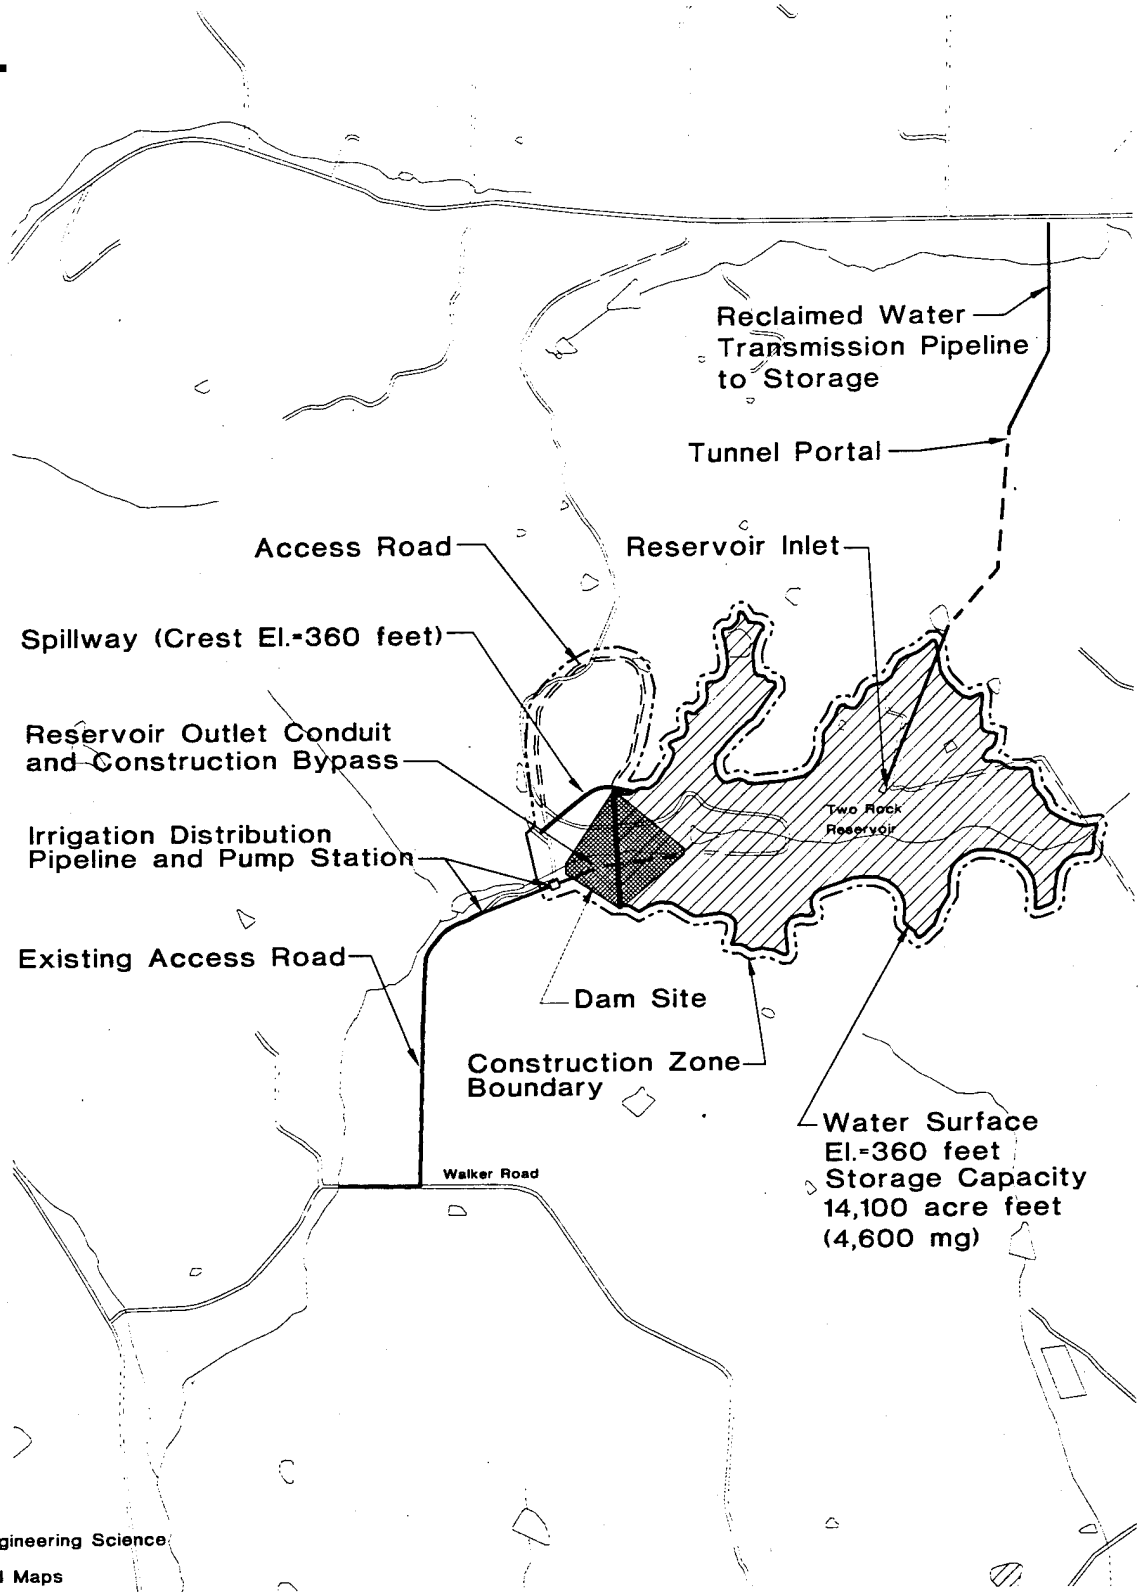 Reclaimed Water
Transmission Pipeline
to Storage
Tunnel Portal
Access Road
Reservoir Inlet
Spillway (Crest El.=360 feet)
Reservoir Outlet Conduit
and Construction Bypass
Two Rock
Reservoir
Irrigation Distribution
Pipeline and Pump Station
Existing Access Road
Dam Site
Construction Zone
Boundary
Water Surface
El.=360 feet
Storage Capacity
14,100 acre feet
(4,600 mg)
Walker Road
gineering Science
Maps